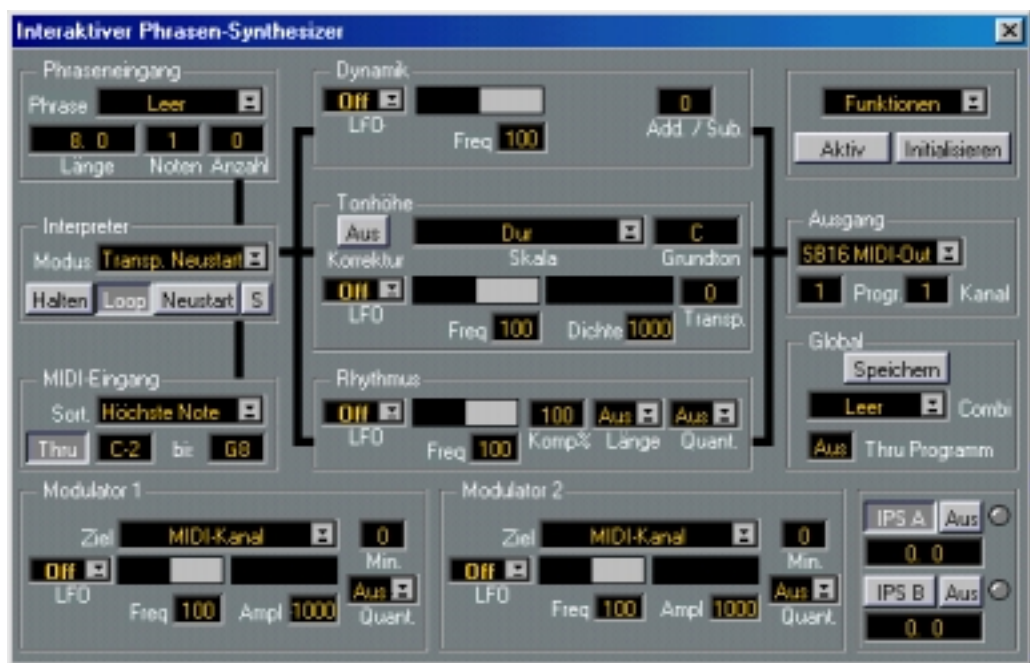 Interaktiver Phrasen-Synthesizer
Phraseneingang
Phrase Leer
8. 0 1 0
Länge Noten Anzahl
Interpreter
Modus Transp. Neustart
Halten Loop Neustart S
MIDI-Eingang
Sort. Höchste Note
Thru C-2 bis G8
Dynamik
Off 0
LFO Freq 100 Add. / Sub.
Tonhöhe
Aus Dur C
Korrektur Skala Grundton
Off 0
LFO Freq 100 Dichte 1000 Transp.
Rhythmus
Off 100 Aus Aus
LFO Freq 100 Komp% Länge Quant.
Funktionen
Aktiv Initialisieren
Ausgang
SB16 MIDI-Out
1 Progr. 1 Kanal
Global
Speichern
Leer Combi
Aus Thru Programm
Modulator 1
Ziel MIDI-Kanal 0
Min.
Off Aus
LFO Freq 100 Ampl 1000 Quant.
Modulator 2
Ziel MIDI-Kanal 0
Min.
Off Aus
LFO Freq 100 Ampl 1000 Quant.
IPS A Aus
0. 0
IPS B Aus
0. 0